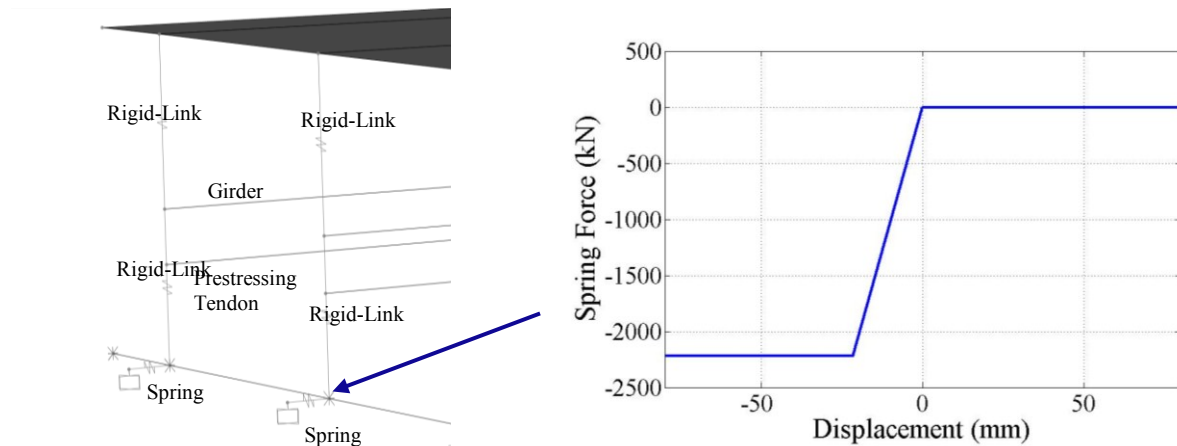 Rigid-Link
Rigid-Link
Girder
Rigid-Link
Prestressing
Tendon
Rigid-Link
Spring
Spring
500
0
-500
-1000
-1500
-2000
-2500
Spring Force (kN)
-50
0
50
Displacement (mm)